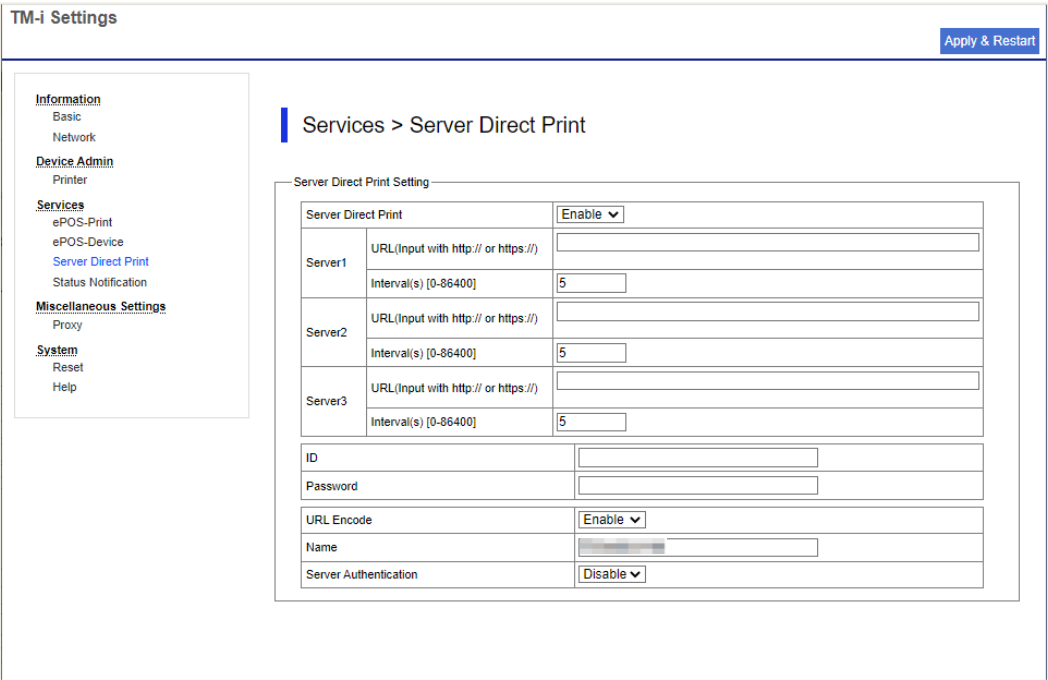 TM-i Settings
Apply & Restart
Information
Basic
Network
Device Admin
Printer
Services
ePOS-Print
ePOS-Device
Server Direct Print
Status Notification
Miscellaneous Settings
Proxy
System
Reset
Help
Services > Server Direct Print
Server Direct Print Setting
Server Direct Print Enable
Server1
URL(Input with http:// or https://)
Interval(s) [0-86400] 5
Server2
URL(Input with http:// or https://)
Interval(s) [0-86400] 5
Server3
URL(Input with http:// or https://)
Interval(s) [0-86400] 5
ID
Password
URL Encode Enable
Name
Server Authentication Disable